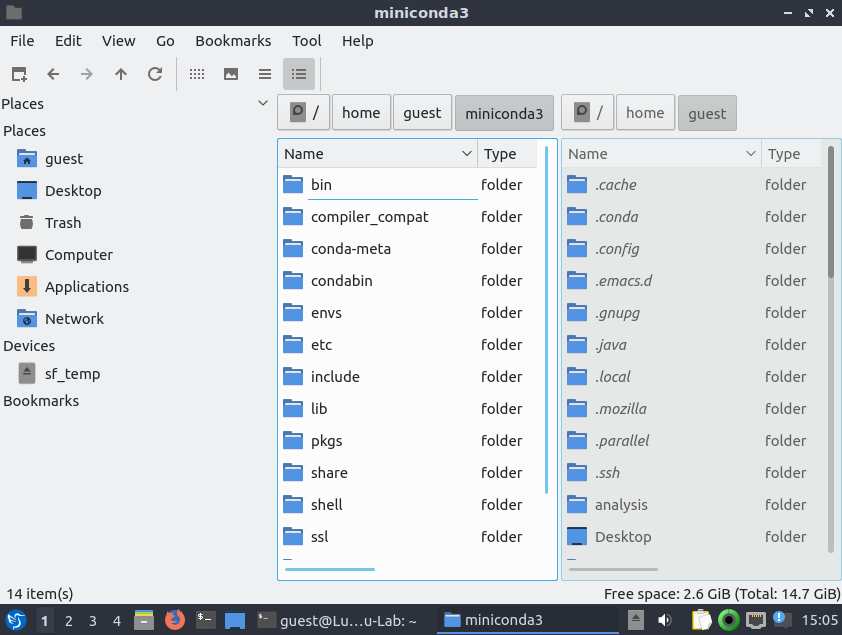 miniconda3
File Edit View Go Bookmarks Tool Help
Places
Places
guest
Desktop
Trash
Computer
Applications
Network
Devices
sf_temp
Bookmarks
/ home guest miniconda3
Name Type
bin folder
compiler_compat folder
conda-meta folder
condabin folder
envs folder
etc folder
include folder
lib folder
pkgs folder
share folder
shell folder
ssl folder
/ home guest
Name Type
.cache folder
.conda folder
.config folder
.emacs.d folder
.gnupg folder
.java folder
.local folder
.mozilla folder
.parallel folder
.ssh folder
analysis folder
Desktop folder
14 item(s) Free space: 2.6 GiB (Total: 14.7 GiB)
1 2 3 4 guest@Lu...u-Lab: ~ miniconda3 15:05